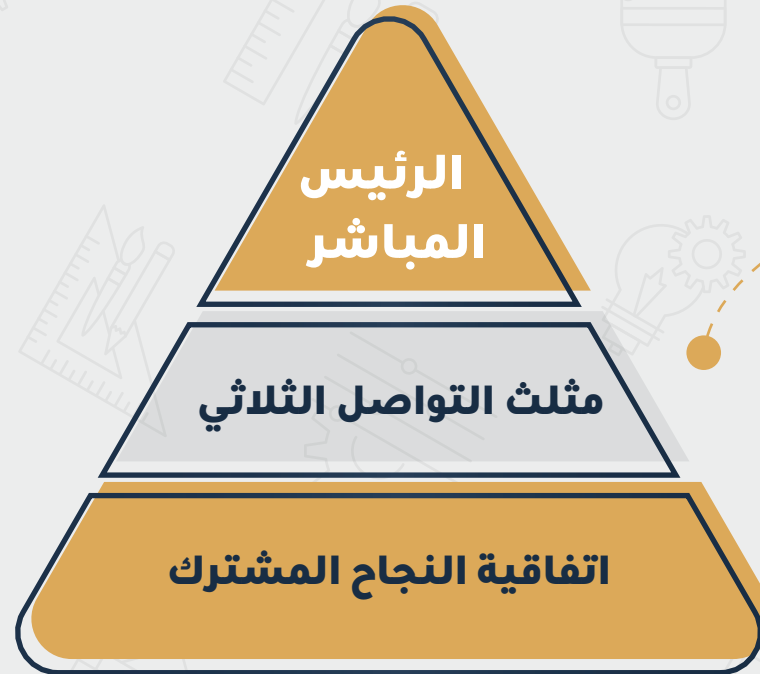 الرئيس
المباشر
مثلث التواصل الثلاثي
اتفاقية النجاح المشترك